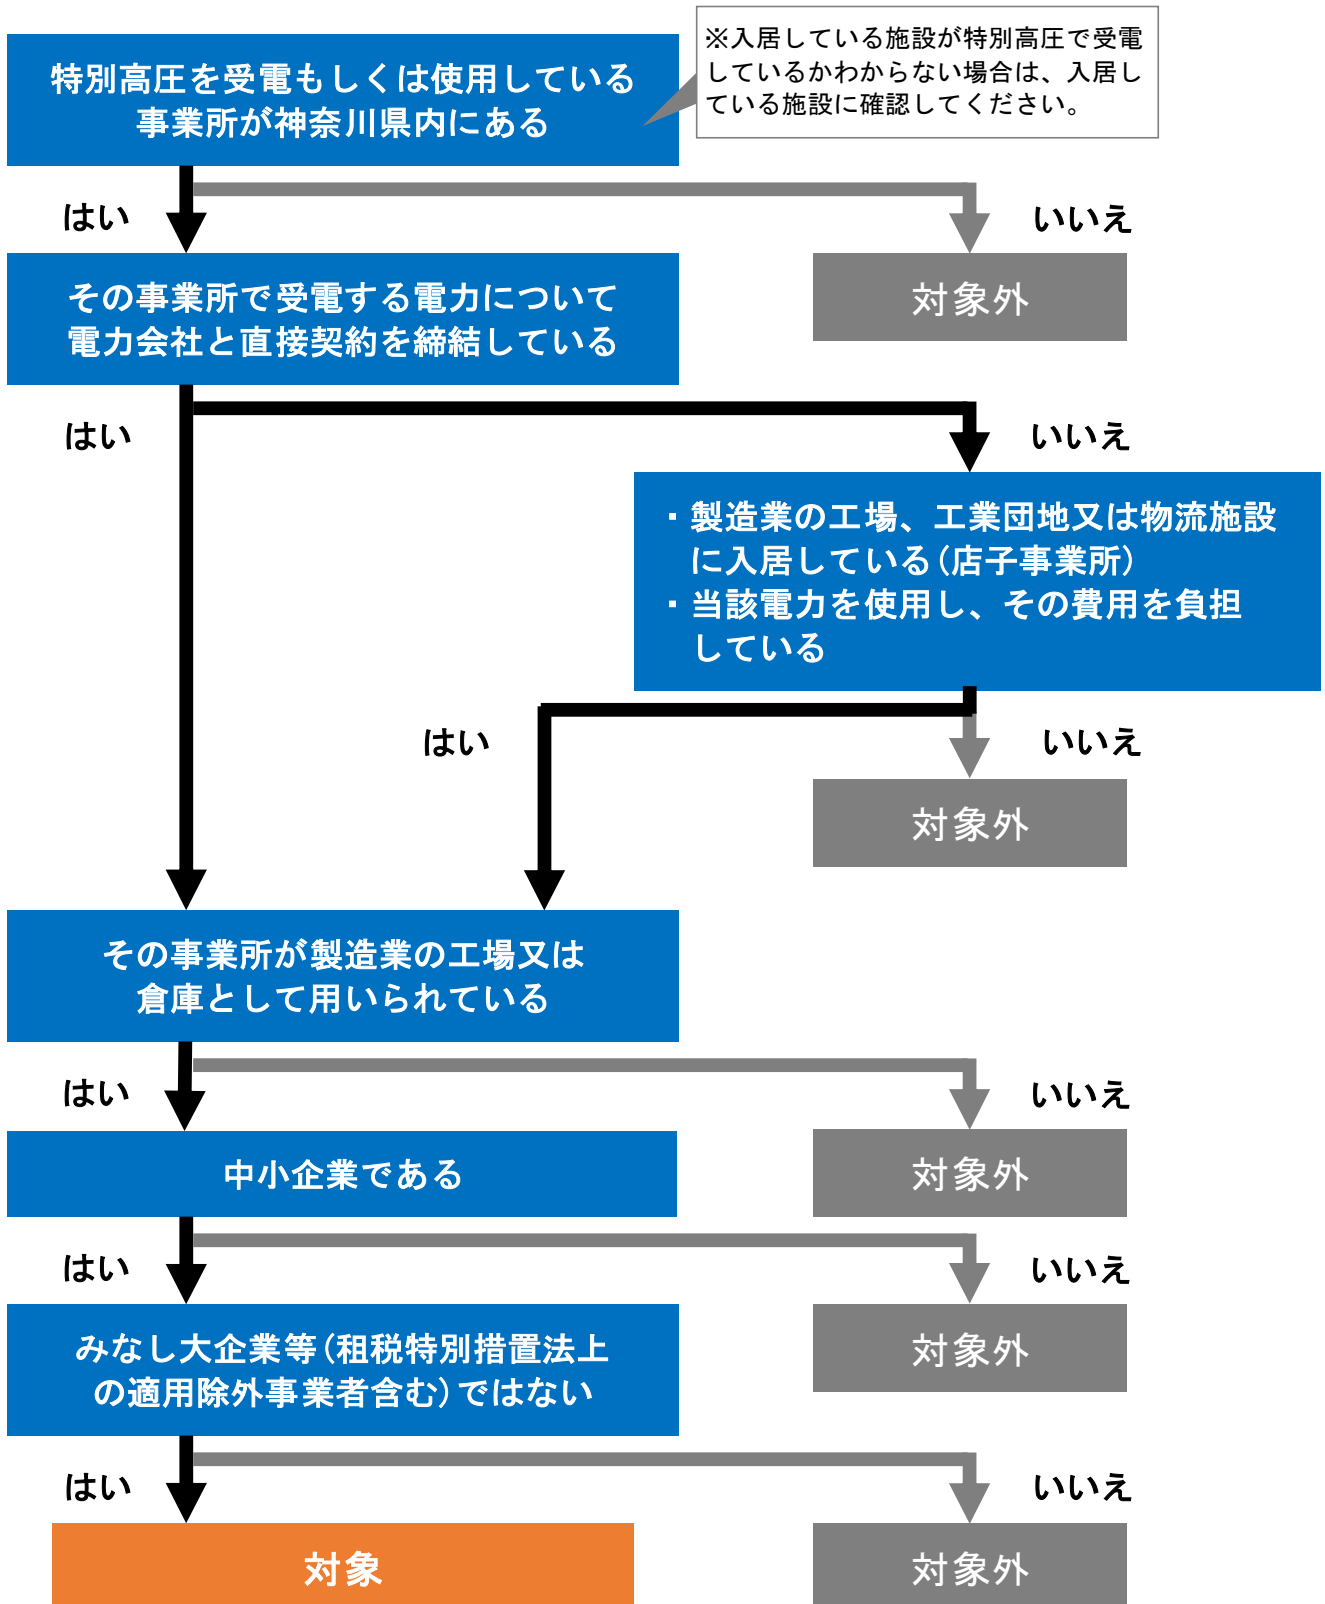 特別高圧を受電もしくは使用している
事業所が神奈川県内にある
※入居している施設が特別高圧で受電
しているかわからない場合は、入居し
ている施設に確認してください。
はい
いいえ
その事業所で受電する電力について
電力会社と直接契約を締結している
対象外
はい
いいえ
・製造業の工場、工業団地又は物流施設
に入居している(店子事業所)
・当該電力を使用し、その費用を負担
している
はい
いいえ
対象外
その事業所が製造業の工場又は
倉庫として用いられている
はい
いいえ
中小企業である
対象外
はい
いいえ
みなし大企業等(租税特別措置法上
の適用除外事業者含む)ではない
対象外
はい
いいえ
対象
対象外